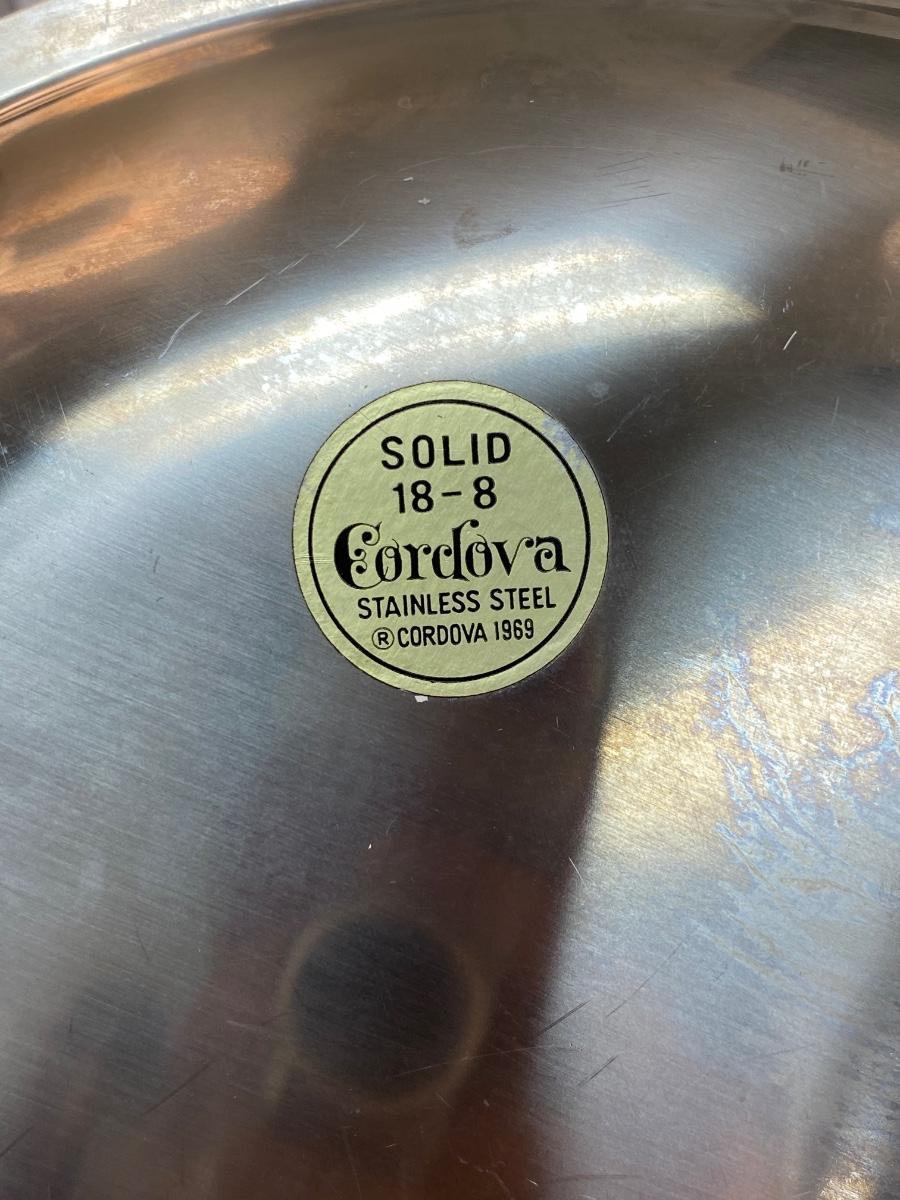 SOLID
18-8
Cordova
STAINLESS STEEL
®CORDOVA 1969